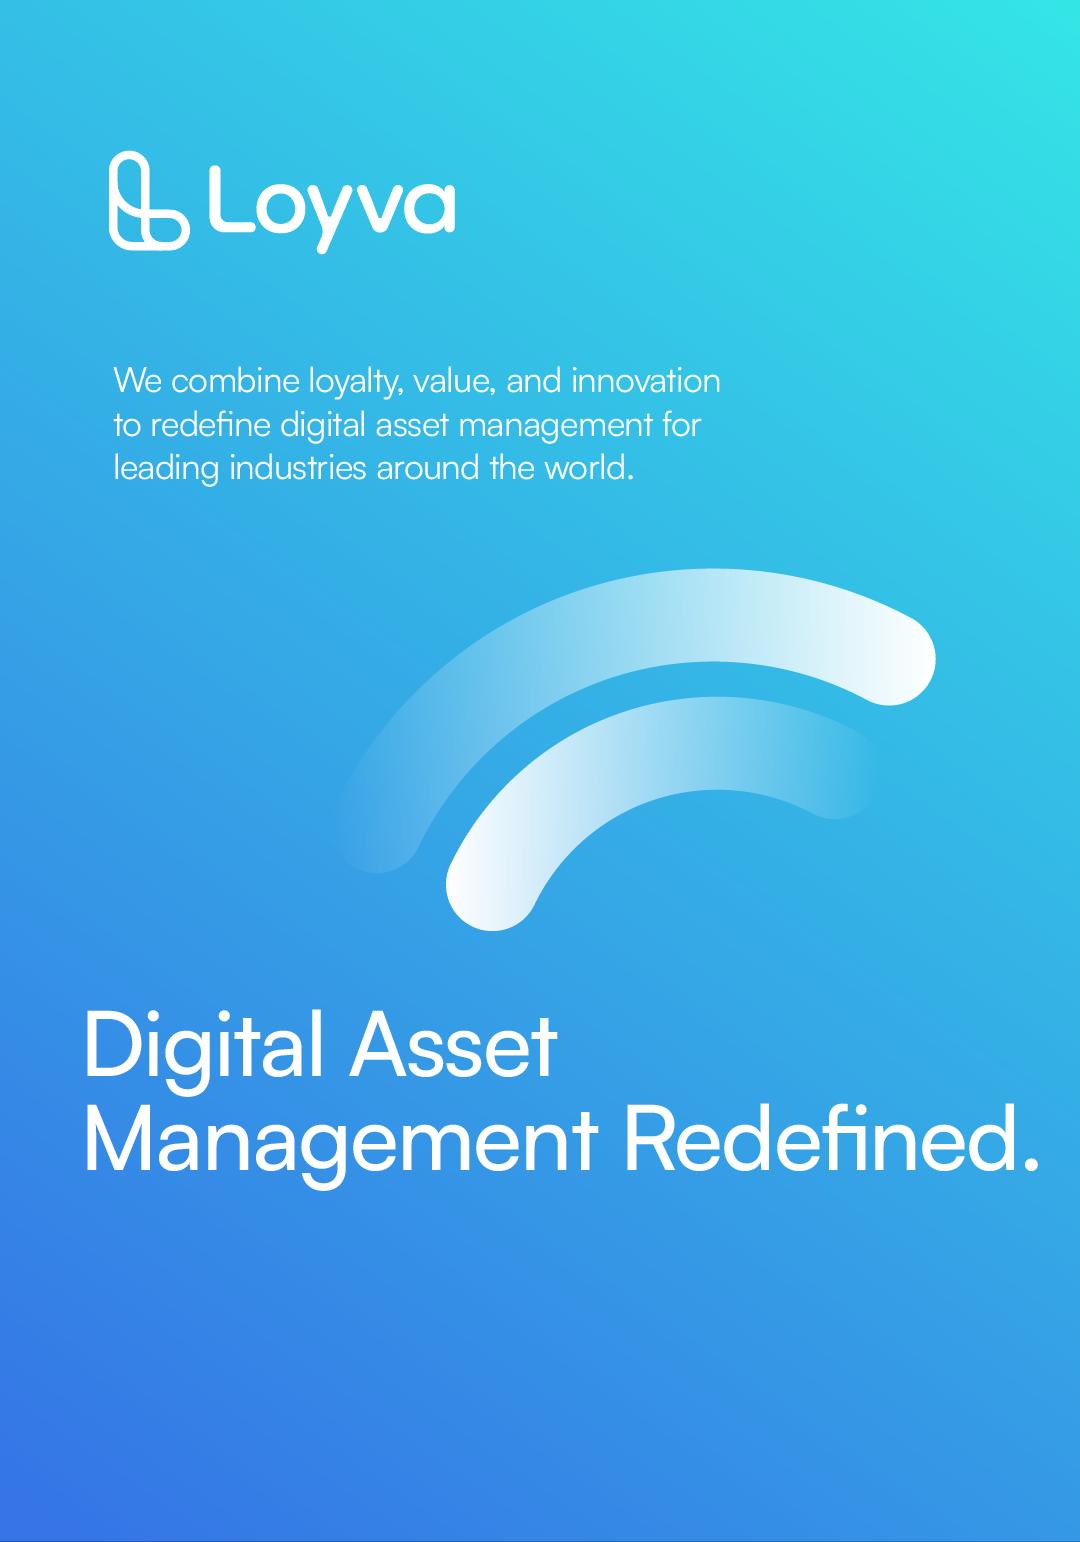 Loyva
We combine loyalty, value, and innovation
to redefine digital asset management for
leading industries around the world.
Digital Asset
Management Redefined.